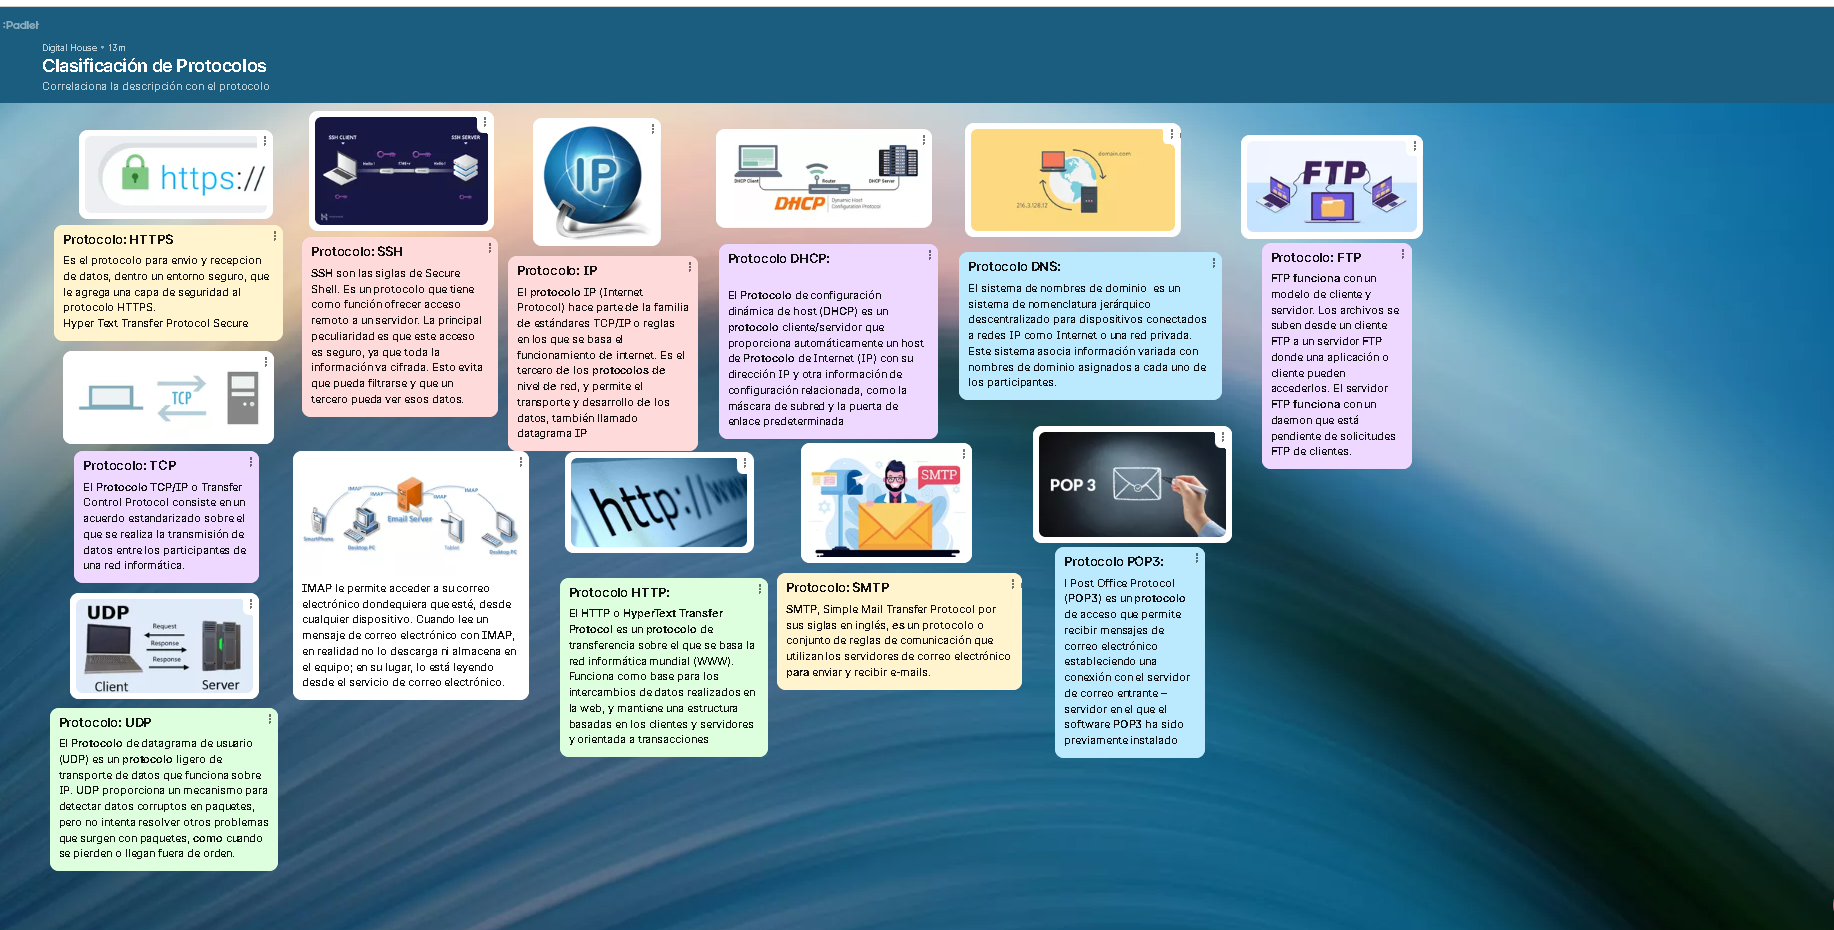 :Padlet
Digital House • 13m
Clasificación de Protocolos
Correlaciona la descripción con el protocolo
https://
Protocolo: HTTPS
Es el protocolo para envio y recepcion
de datos, dentro un entorno seguro, que
le agrega una capa de seguridad al
protocolo HTTPS.
Hyper Text Transfer Protocol Secure
TCP
Protocolo: TCP
El Protocolo TCP/IP o Transfer
Control Protocol consiste en un
acuerdo estandarizado sobre el
que se realiza la transmisión de
datos entre los participantes de
una red informática.
UDP
Request
Response
Response
Client
Server
Protocolo: UDP
El Protocolo de datagrama de usuario
(UDP) es un protocolo ligero de
transporte de datos que funciona sobre
IP. UDP proporciona un mecanismo para
detectar datos corruptos en paquetes,
pero no intenta resolver otros problemas
que surgen con paquetes, como cuando
se pierden o llegan fuera de orden.
SSH CLIENT
SSH SERVER
Protocolo: SSH
SSH son las siglas de Secure
Shell. Es un protocolo que tiene
como función ofrecer acceso
remoto a un servidor. La principal
peculiaridad es que este acceso
es seguro, ya que toda la
información va cifrada. Esto evita
que pueda filtrarse y que un
tercero pueda ver esos datos.
IMAP
IMAP
IMAP
IMAP
Email Server
SmartPhone
Desktop PC
Tablet
Desktop PC
IMAP le permite acceder a su correo
electrónico dondequiera que esté, desde
cualquier dispositivo. Cuando lee un
mensaje de correo electrónico con IMAP,
en realidad no lo descarga ni almacena en
el equipo; en su lugar, lo está leyendo
desde el servicio de correo electrónico.
IP
Protocolo: IP
El protocolo IP (Internet
Protocol) hace parte de la familia
de estándares TCP/IP o reglas
en los que se basa el
funcionamiento de internet. Es el
tercero de los protocolos de
nivel de red, y permite el
transporte y desarrollo de los
datos, también llamado
datagrama IP
http://www
Protocolo HTTP:
El HTTP o HyperText Transfer
Protocol es un protocolo de
transferencia sobre el que se basa la
red informática mundial (WWW).
Funciona como base para los
intercambios de datos realizados en
la web, y mantiene una estructura
basadas en los clientes y servidores
y orientada a transacciones
DHCP Client
Router
DHCP Server
DHCP
Dynamic Host
Configuration Protocol
Protocolo DHCP:
El Protocolo de configuración
dinámica de host (DHCP) es un
protocolo cliente/servidor que
proporciona automáticamente un host
de Protocolo de Internet (IP) con su
dirección IP y otra información de
configuración relacionada, como la
máscara de subred y la puerta de
enlace predeterminada
SMTP
Protocolo: SMTP
SMTP, Simple Mail Transfer Protocol por
sus siglas en inglés, es un protocolo o
conjunto de reglas de comunicación que
utilizan los servidores de correo electrónico
para enviar y recibir e-mails.
domain.com
216.3.128.12
Protocolo DNS:
El sistema de nombres de dominio es un
sistema de nomenclatura jerárquico
descentralizado para dispositivos conectados
a redes IP como Internet o una red privada.
Este sistema asocia información variada con
nombres de dominio asignados a cada uno de
los participantes.
POP 3
Protocolo POP3:
l Post Office Protocol
(POP3) es un protocolo
de acceso que permite
recibir mensajes de
correo electrónico
estableciendo una
conexión con el servidor
de correo entrante –
servidor en el que el
software POP3 ha sido
previamente instalado
FTP
Protocolo: FTP
FTP funciona con un
modelo de cliente y
servidor. Los archivos se
suben desde un cliente
FTP a un servidor FTP
donde una aplicación o
cliente pueden
accederlos. El servidor
FTP funciona con un
daemon que está
pendiente de solicitudes
FTP de clientes.